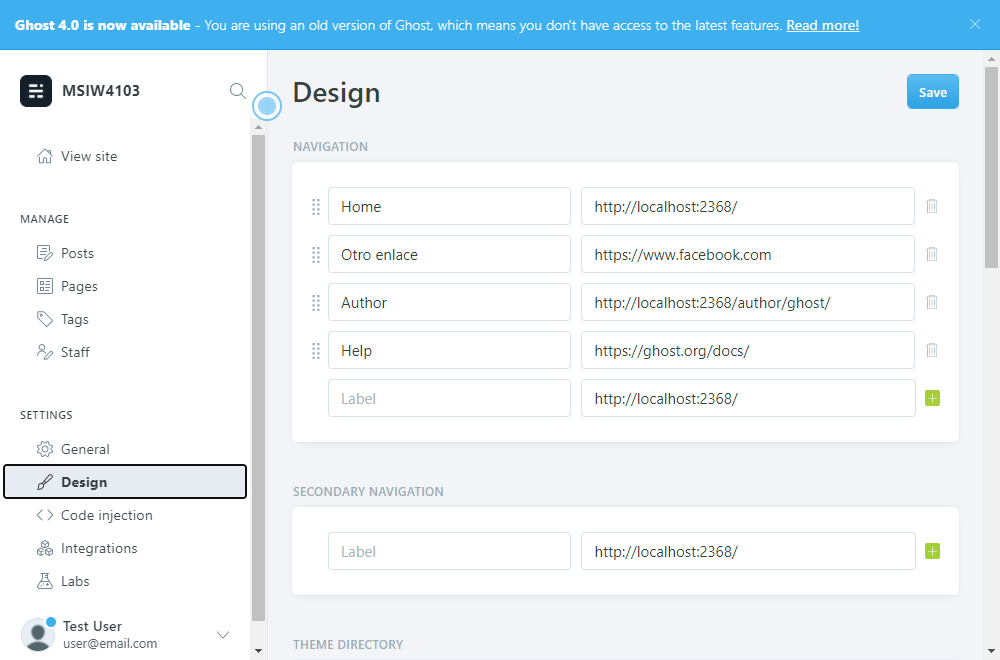 Ghost 4.0 is now available - You are using an old version of Ghost, which means you don't have access to the latest features. Read more!
MSIW4103
View site
MANAGE
Posts
Pages
Tags
Staff
SETTINGS
General
Design
Code injection
Integrations
Labs
Test User
user@email.com
Design
Save
NAVIGATION
Home http://localhost:2368/
Otro enlace https://www.facebook.com
Author http://localhost:2368/author/ghost/
Help https://ghost.org/docs/
Label http://localhost:2368/
SECONDARY NAVIGATION
Label http://localhost:2368/
THEME DIRECTORY